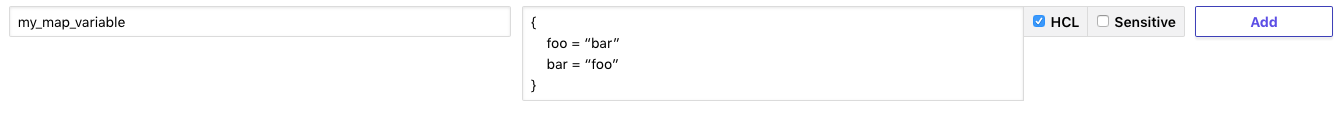 my_map_variable
{
foo = “bar”
bar = “foo”
}
HCL
Sensitive
Add